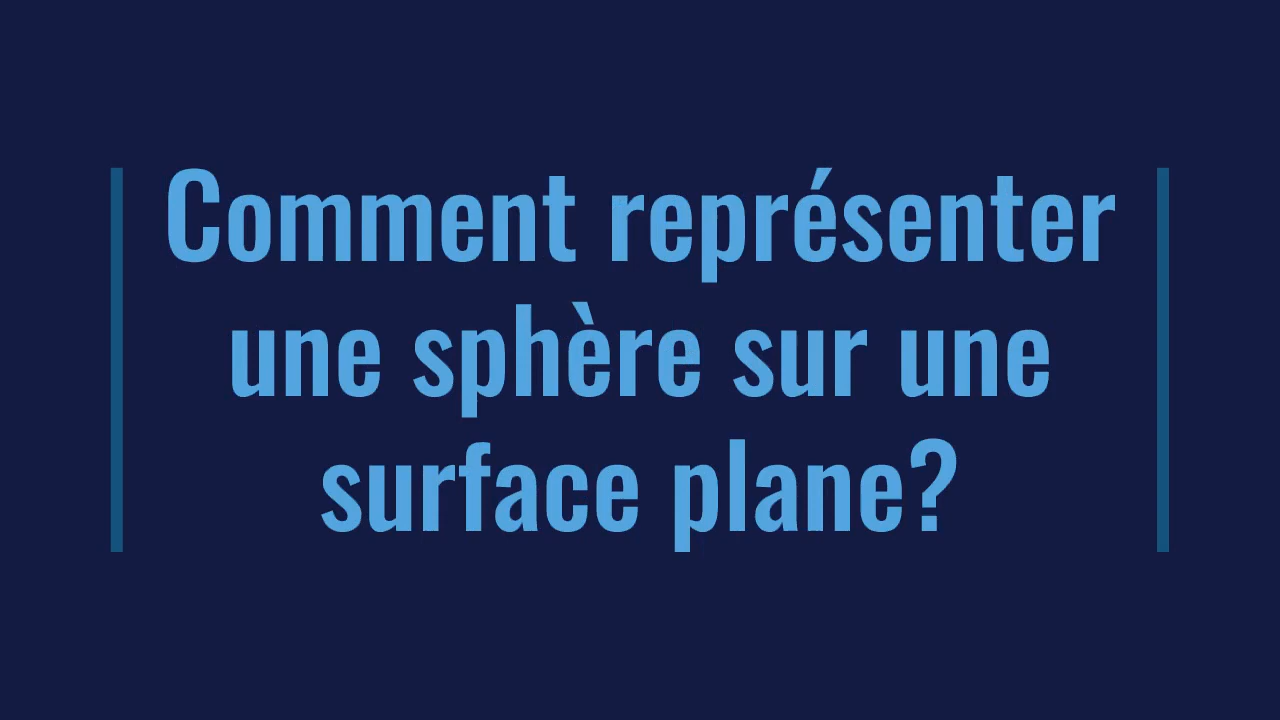 Comment représenter
une sphère sur une
surface plane?